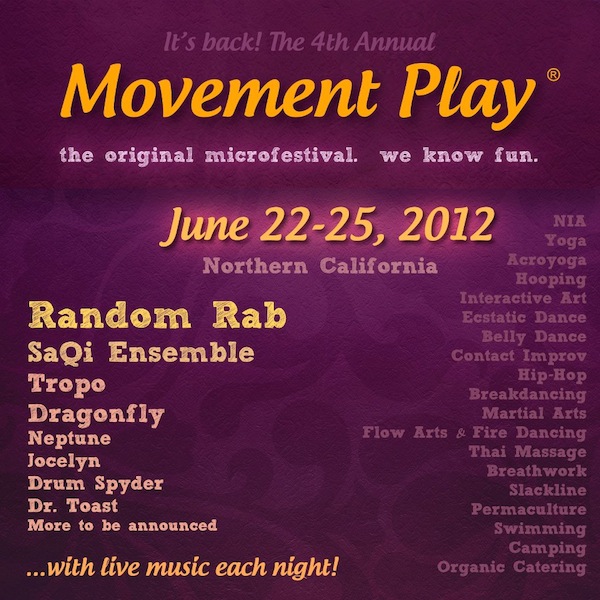 It's back! The 4th Annual
Movement Play ®
the original microfestival. we know fun.
June 22-25, 2012
Northern California
Random Rab
SaQi Ensemble
Tropo
Dragonfly
Neptune
Jocelyn
Drum Spyder
Dr. Toast
More to be announced
...with live music each night!
NIA
Yoga
Acroyoga
Hooping
Interactive Art
Ecstatic Dance
Belly Dance
Contact Improv
Hip-Hop
Breakdancing
Martial Arts
Flow Arts & Fire Dancing
Thai Massage
Breathwork
Slackline
Permaculture
Swimming
Camping
Organic Catering